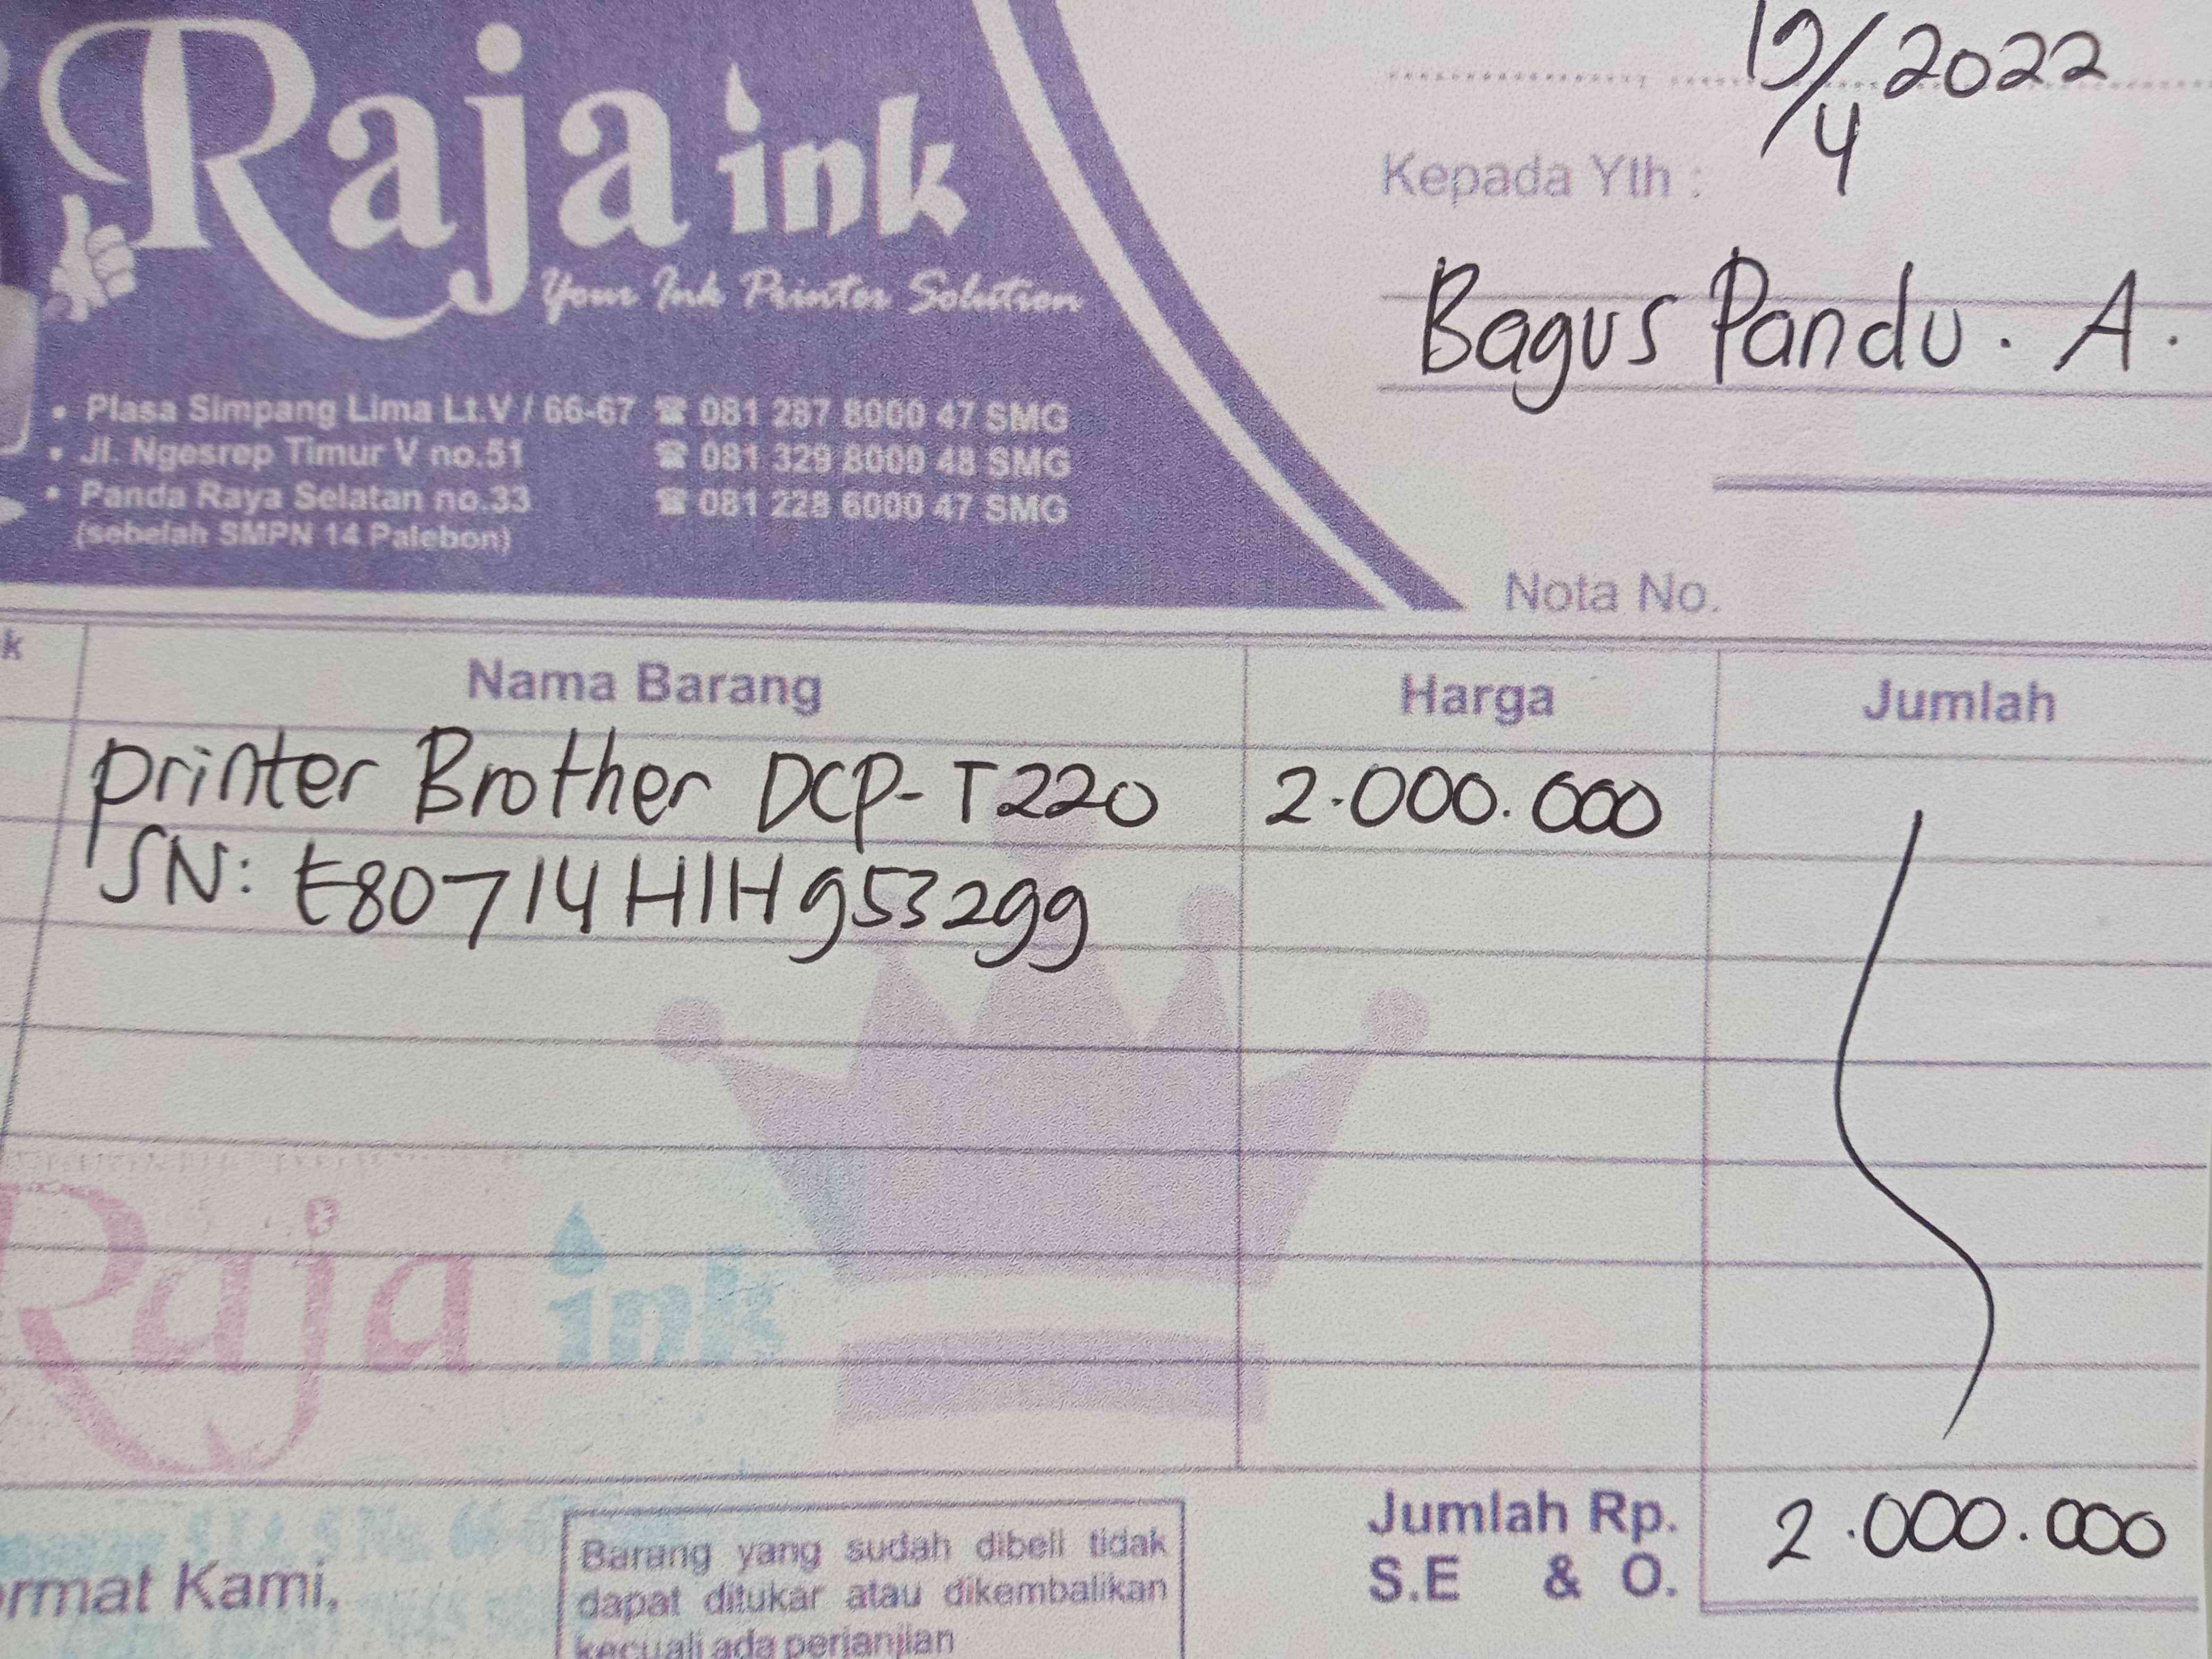 Raja ink
Your Ink Printer Solution
• Plasa Simpang Lima Lt.V / 66-67 ☎ 081 287 8000 47 SMG
• Jl. Ngesrep Timur V no.51 ☎ 081 329 8000 48 SMG
• Panda Raya Selatan no.33 ☎ 081 228 6000 47 SMG
(sebelah SMPN 14 Palebon)
19/4 2022
Kepada Yth :
Bagus Pandu. A.
Nota No.
k Nama Barang Harga Jumlah
Printer Brother DCP-T220 2.000.000
SN: E80714H1H953299
Raja ink
Jumlah Rp. 2.000.000
S.E & O.
ormat Kami,
Barang yang sudah dibeli tidak
dapat ditukar atau dikembalikan
kecuali ada perjanjian